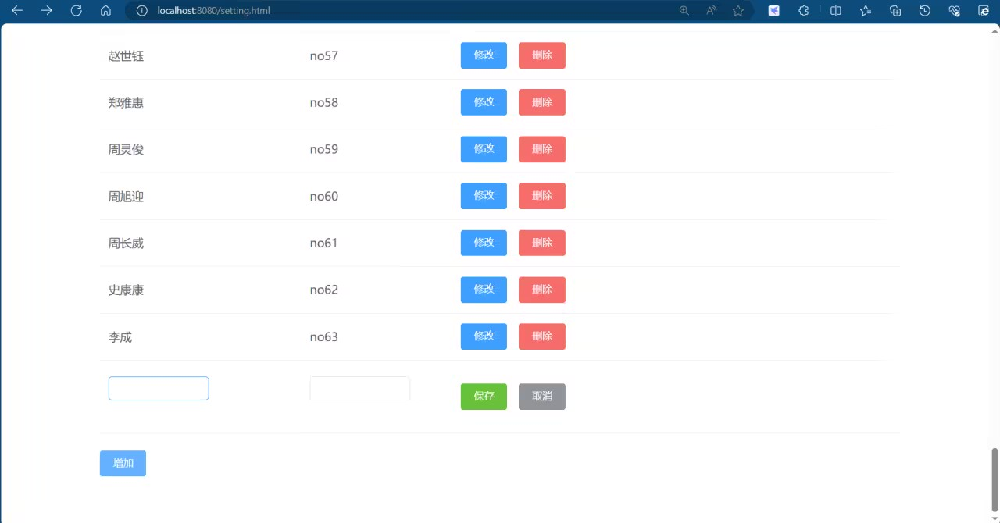 localhost:8080/setting.html
赵世钰 no57 修改 删除
郑雅惠 no58 修改 删除
周灵俊 no59 修改 删除
周旭迎 no60 修改 删除
周长威 no61 修改 删除
史康康 no62 修改 删除
李成 no63 修改 删除
保存 取消
增加